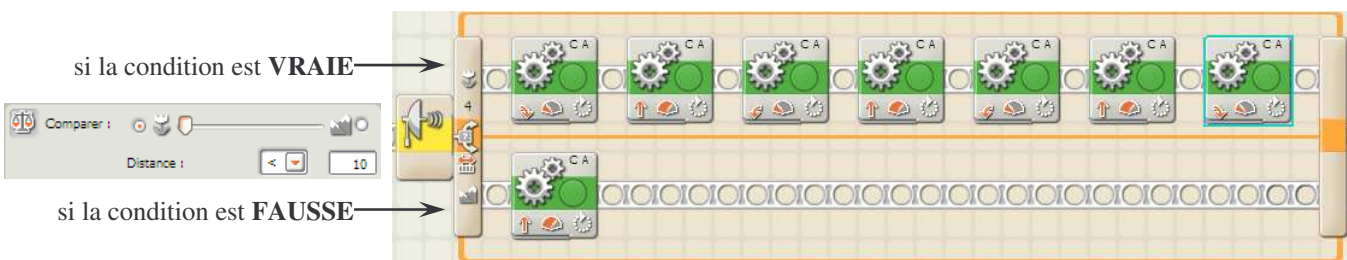 C A C A C A C A C A C A C A
si la condition est VRAIE
4
Comparer :
Distance : < 10
C A
si la condition est FAUSSE